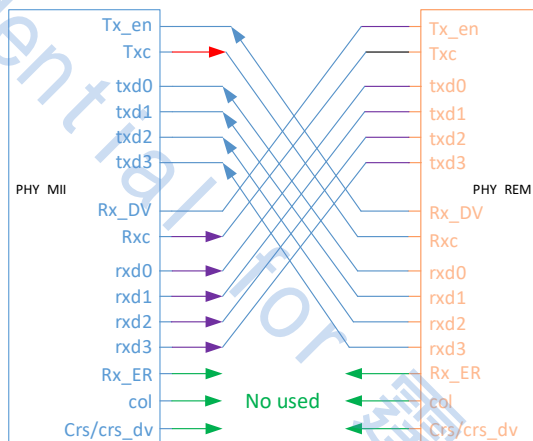 Tx_en
Txc
txd0
txd1
txd2
txd3
PHY MII
Rx_DV
Rxc
rxd0
rxd1
rxd2
rxd3
Rx_ER
col
Crs/crs_dv
No used
Tx_en
Txc
txd0
txd1
txd2
txd3
PHY REM
Rx_DV
Rxc
rxd0
rxd1
rxd2
rxd3
Rx_ER
col
Crs/crs_dv
ential for